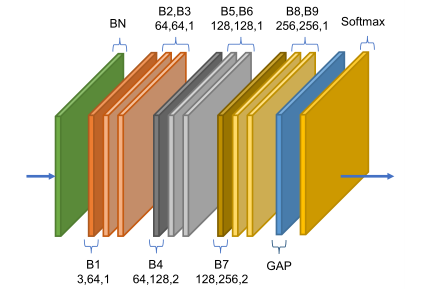 BN
B2,B3
64,64,1
B5,B6
128,128,1
B8,B9
256,256,1
Softmax
B1
3,64,1
B4
64,128,2
B7
128,256,2
GAP